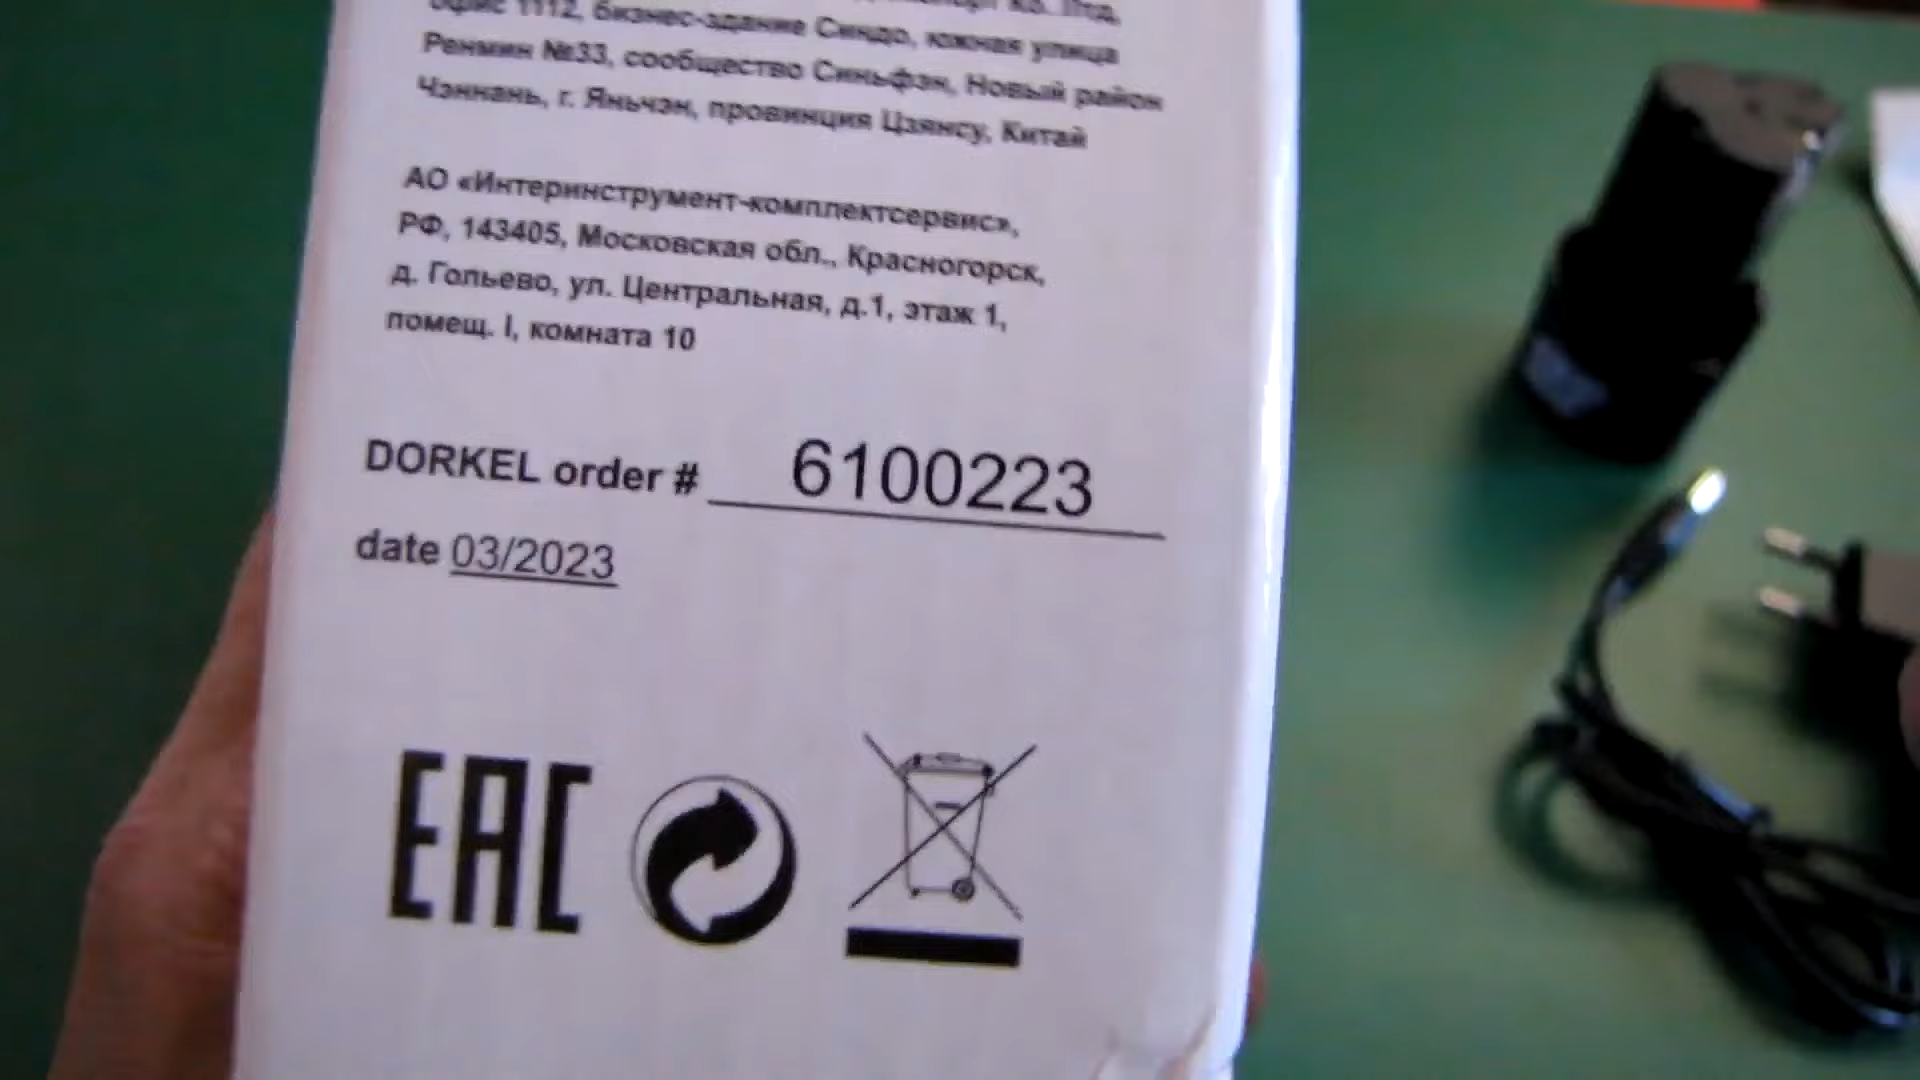 офис 1112, бизнес-здание Синдо, южная улица
Ренмин №33, сообщество Синьфэн, Новый район
Чэннань, г. Яньчэн, провинция Цзянсу, Китай
АО «Интеринструмент-комплектсервис»,
РФ, 143405, Московская обл., Красногорск,
д. Гольево, ул. Центральная, д.1, этаж 1,
помещ. I, комната 10
DORKEL order # 6100223
date 03/2023
EAC